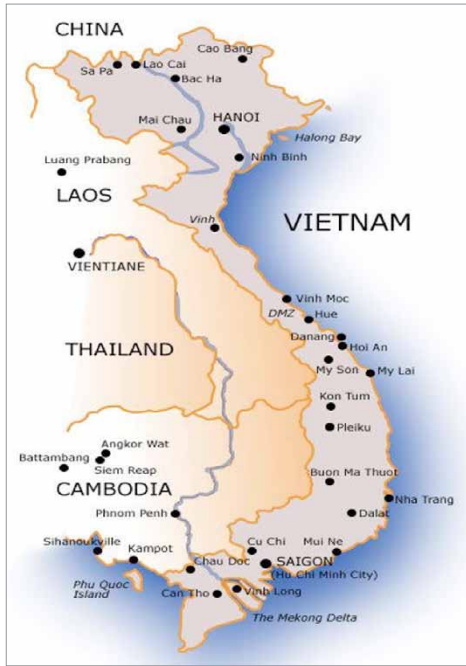 CHINA
Cao Bang
Sa Pa
Lao Cai
Bac Ha
Mai Chau
HANOI
Halong Bay
Luang Prabang
Ninh Binh
LAOS
Vinh
VIETNAM
VIENTIANE
Vinh Moc
DMZ
Hue
Danang
Hoi An
THAILAND
My Son
My Lai
Kon Tum
Pleiku
Angkor Wat
Battambang
Siem Reap
Buon Ma Thuot
CAMBODIA
Nha Trang
Phnom Penh
Dalat
Cu Chi
Mui Ne
Sihanoukville
Kampot
SAIGON
Chau Doc
(Hu Chi Minh City)
Phu Quoc
Island
Can Tho
Vinh Long
The Mekong Delta